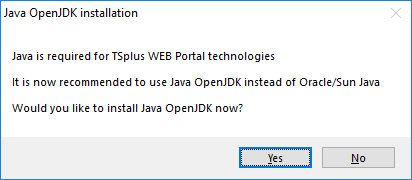 Java OpenJDK installation
Java is required for TSplus WEB Portal technologies
It is now recommended to use Java OpenJDK instead of Oracle/Sun Java
Would you like to install Java OpenJDK now?
Yes
No